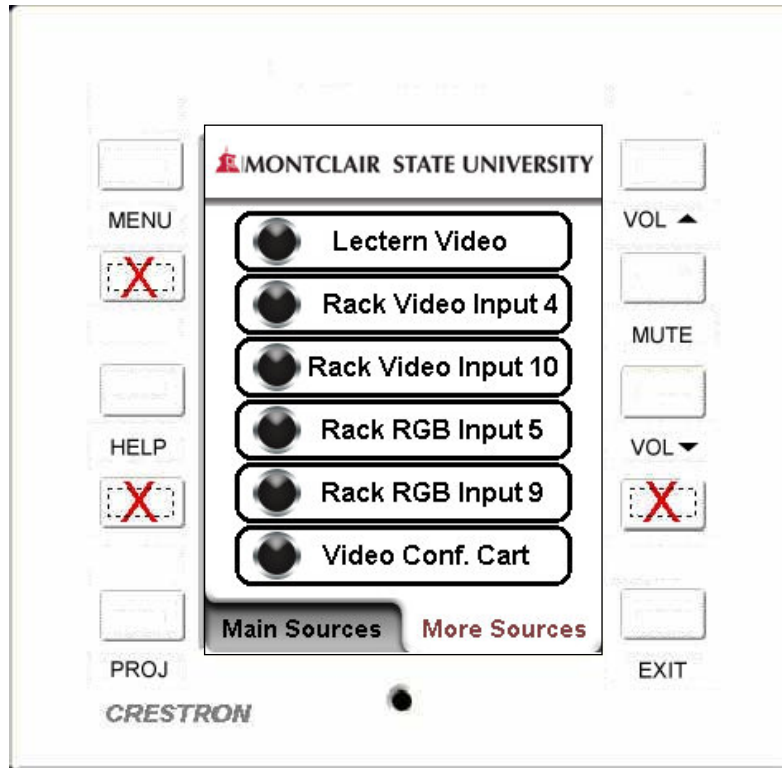 MONTCLAIR STATE UNIVERSITY
MENU
VOL
Lectern Video
Rack Video Input 4
MUTE
Rack Video Input 10
Rack RGB Input 5
HELP
VOL
Rack RGB Input 9
Video Conf. Cart
Main Sources
More Sources
PROJ
EXIT
CRESTRON